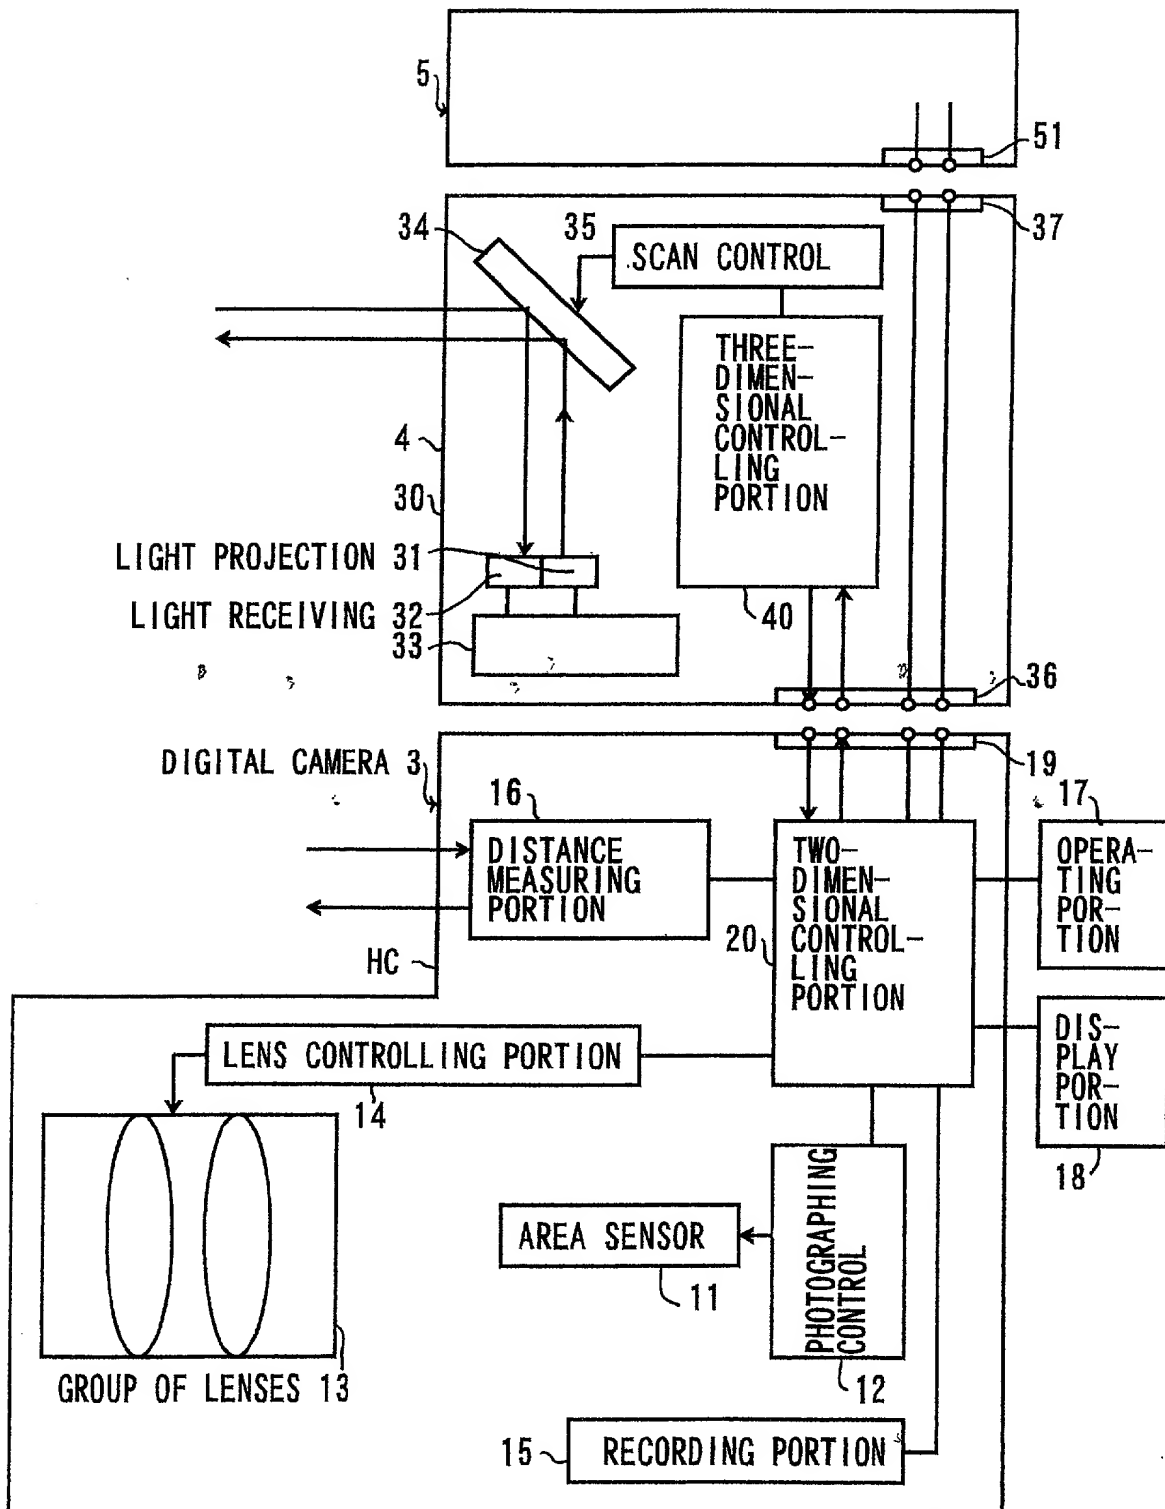 5
51
37
34
35
SCAN CONTROL
THREE-
DIMEN-
SIONAL
CONTROL-
LING
PORTION
4
30
LIGHT PROJECTION 31
LIGHT RECEIVING 32
33
40
36
19
DIGITAL CAMERA 3
16
17
DISTANCE
MEASURING
PORTION
TWO-
DIMEN-
SIONAL
CONTROL-
LING
PORTION
OPERA-
TING
POR-
TION
20
HC
LENS CONTROLLING PORTION
14
DIS-
PLAY
POR-
TION
18
PHOTOGRAPHING
CONTROL
AREA SENSOR
11
12
GROUP OF LENSES 13
15
RECORDING PORTION